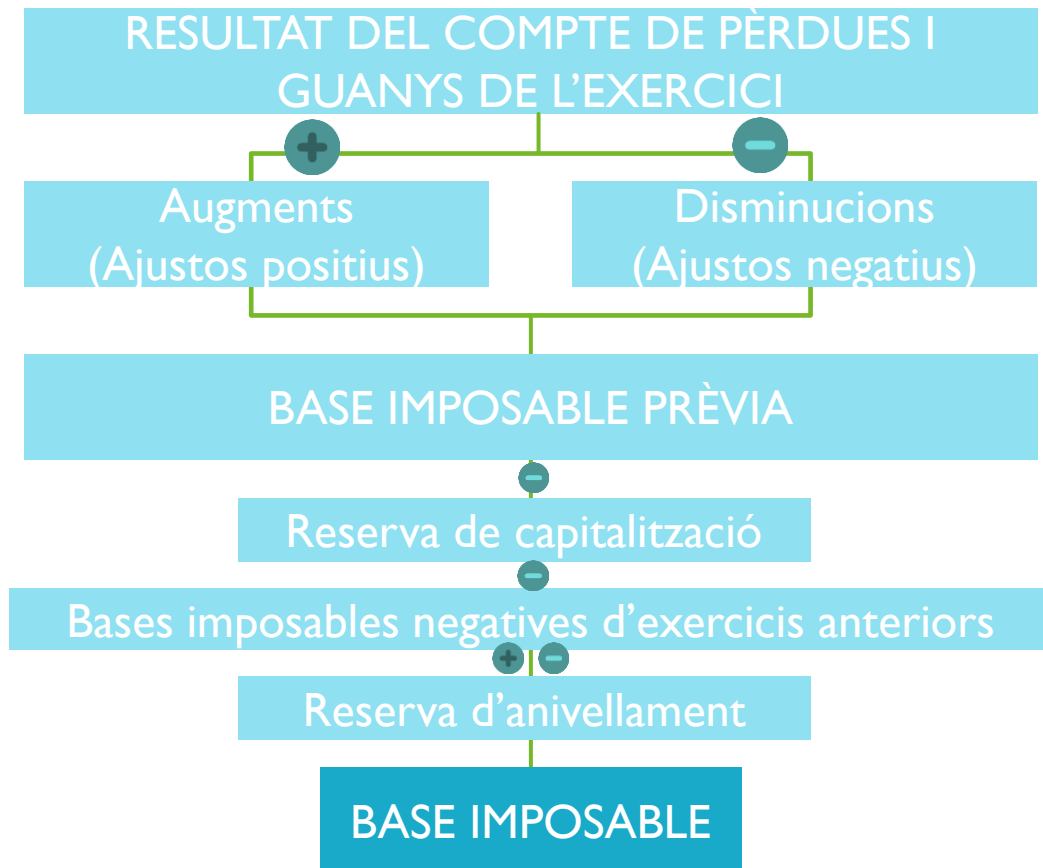 RESULTAT DEL COMPTE DE PÈRDUES I
GUANYS DE L’EXERCICI
Augments
(Ajustos positius)
Disminucions
(Ajustos negatius)
BASE IMPOSABLE PRÈVIA
Reserva de capitalització
Bases imposables negatives d’exercicis anteriors
Reserva d’anivellament
BASE IMPOSABLE